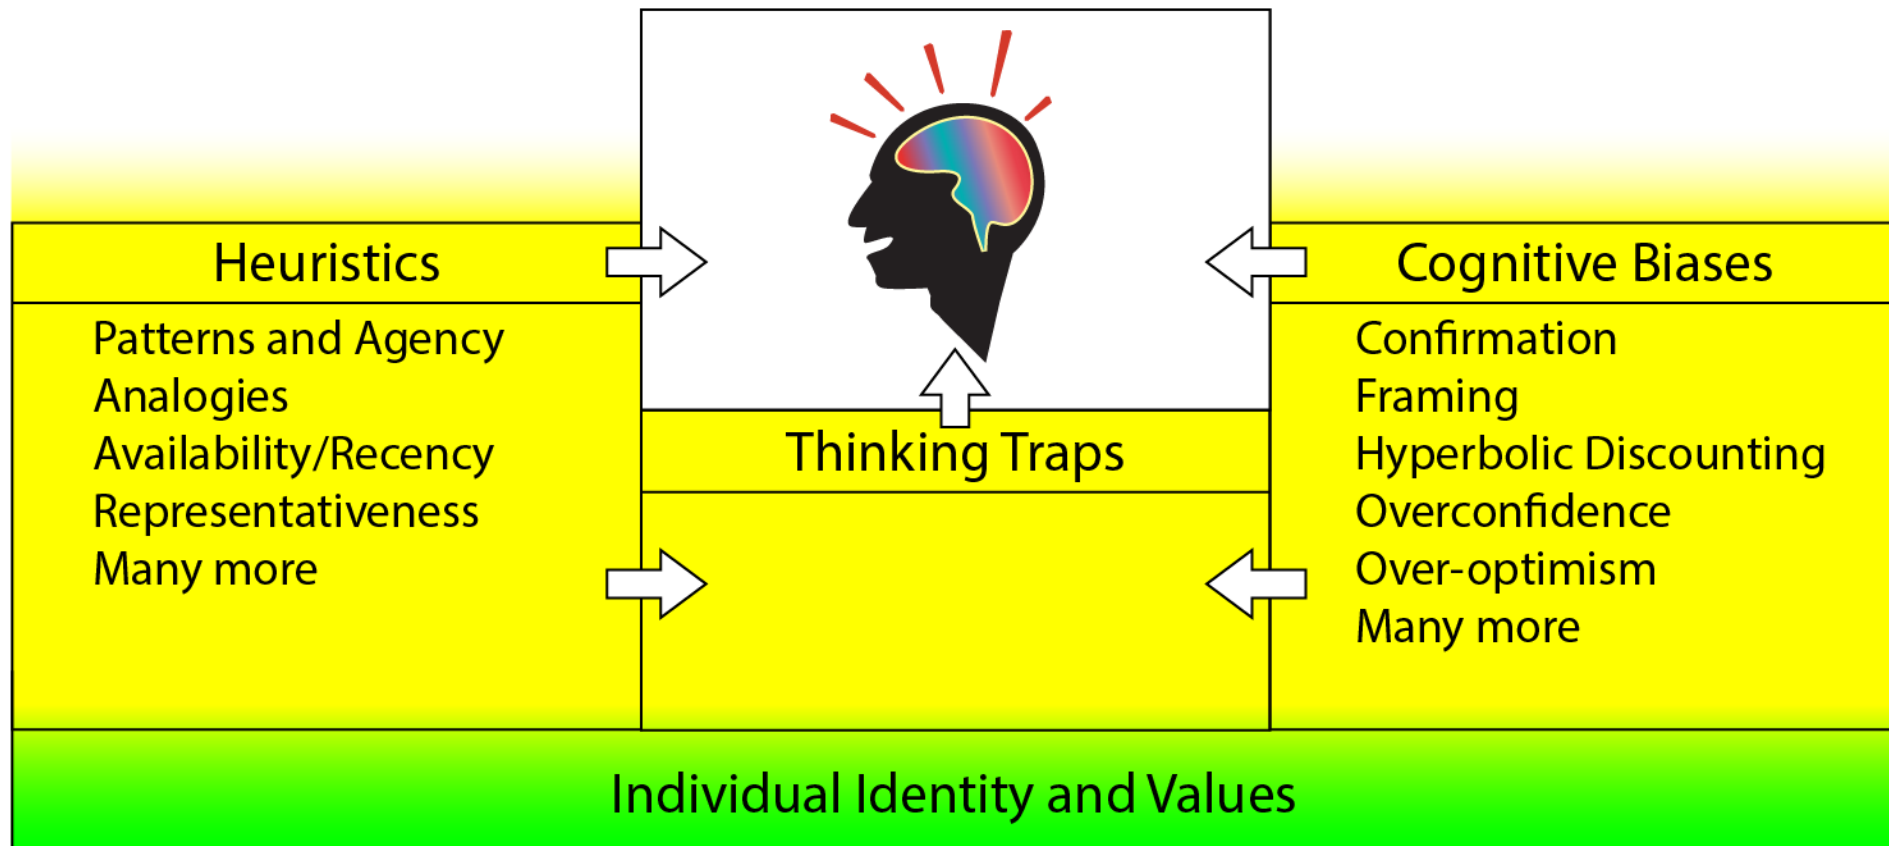 Heuristics
Patterns and Agency
Analogies
Availability/Recency
Representativeness
Many more
Thinking Traps
Cognitive Biases
Confirmation
Framing
Hyperbolic Discounting
Overconfidence
Over-optimism
Many more
Individual Identity and Values